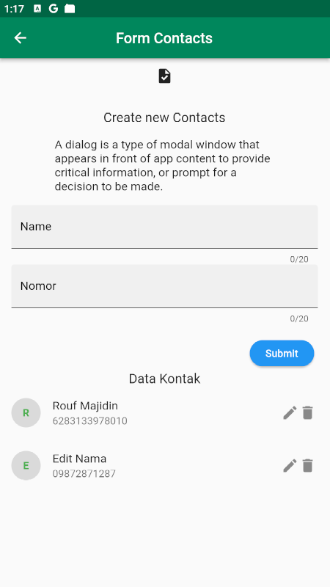 1:17
Form Contacts
Create new Contacts
A dialog is a type of modal window that
appears in front of app content to provide
critical information, or prompt for a
decision to be made.
Name
0/20
Nomor
0/20
Submit
Data Kontak
R
Rouf Majidin
6283133978010
E
Edit Nama
09872871287